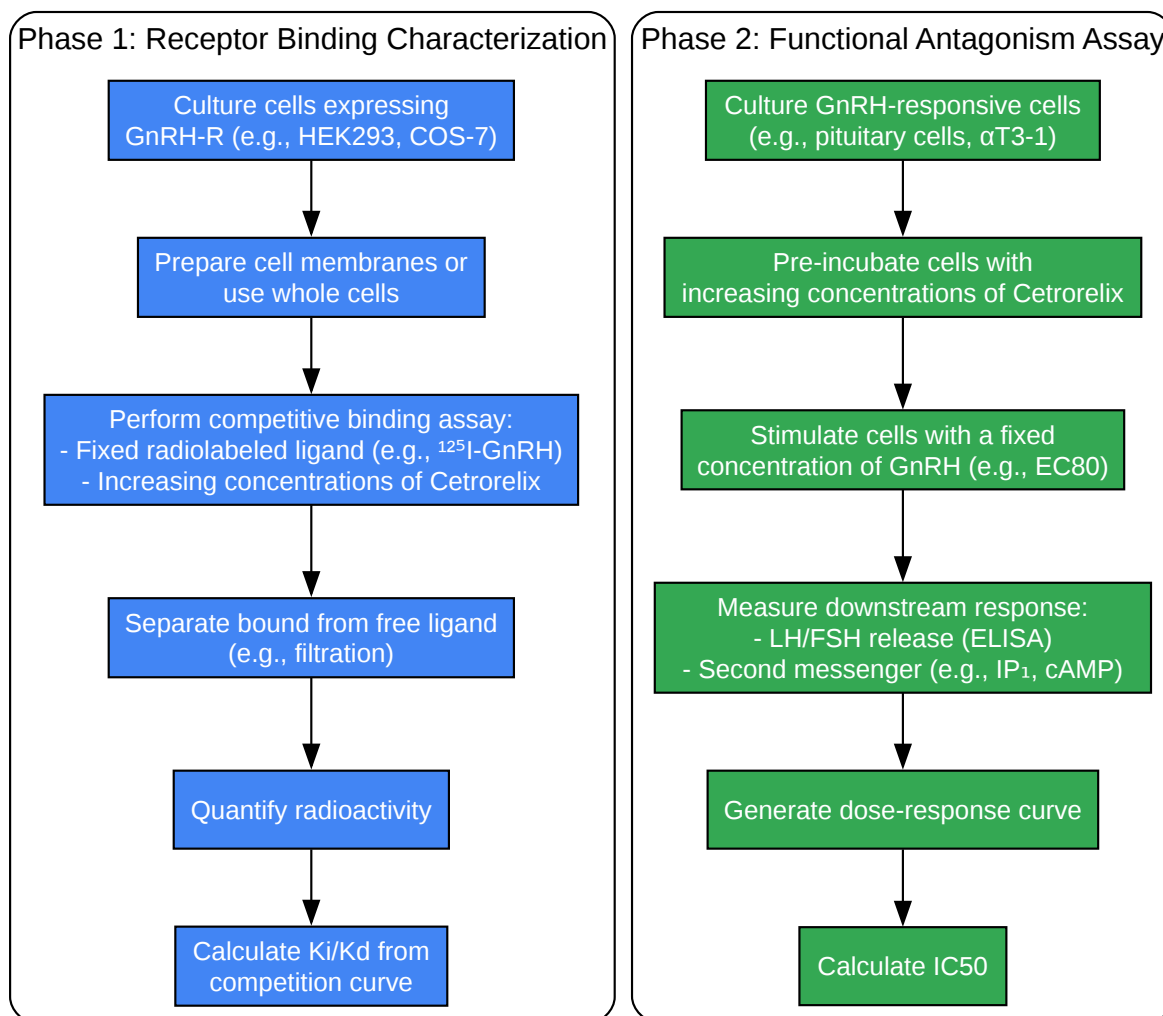 Phase 1: Receptor Binding Characterization
Culture cells expressing
GnRH-R (e.g., HEK293, COS-7)
Prepare cell membranes or
use whole cells
Perform competitive binding assay:
- Fixed radiolabeled ligand (e.g., ¹²⁵I-GnRH)
- Increasing concentrations of Cetrorelix
Separate bound from free ligand
(e.g., filtration)
Quantify radioactivity
Calculate Ki/Kd from
competition curve
Phase 2: Functional Antagonism Assay
Culture GnRH-responsive cells
(e.g., pituitary cells, αT3-1)
Pre-incubate cells with
increasing concentrations of Cetrorelix
Stimulate cells with a fixed
concentration of GnRH (e.g., EC80)
Measure downstream response:
- LH/FSH release (ELISA)
- Second messenger (e.g., IP₁, cAMP)
Generate dose-response curve
Calculate IC50